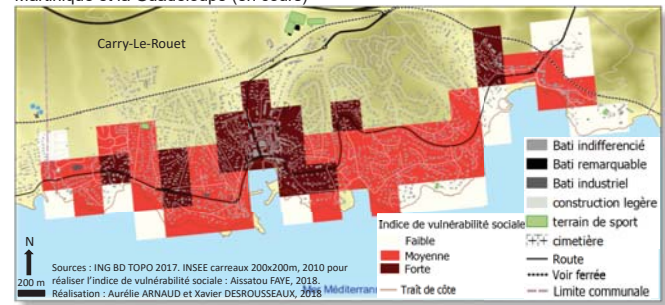 Martinique et la Guadeloupe (en cours)
Carry-Le-Rouet
Bati indifferencié
Bati remarquable
Bati industriel
construction legère
terrain de sport
cimetière
Route
Voir ferrée
Limite communale
Indice de vulnérabilité sociale
Faible
Moyenne
Forte
Trait de côte
N
200 m
Sources : ING BD TOPO 2017. INSEE carreaux 200x200m, 2010 pour
réaliser l'indice de vulnérabilité sociale : Aissatou FAYE, 2018.
Réalisation : Aurélie ARNAUD et Xavier DESROUSSEAUX, 2018
Mer Méditerran